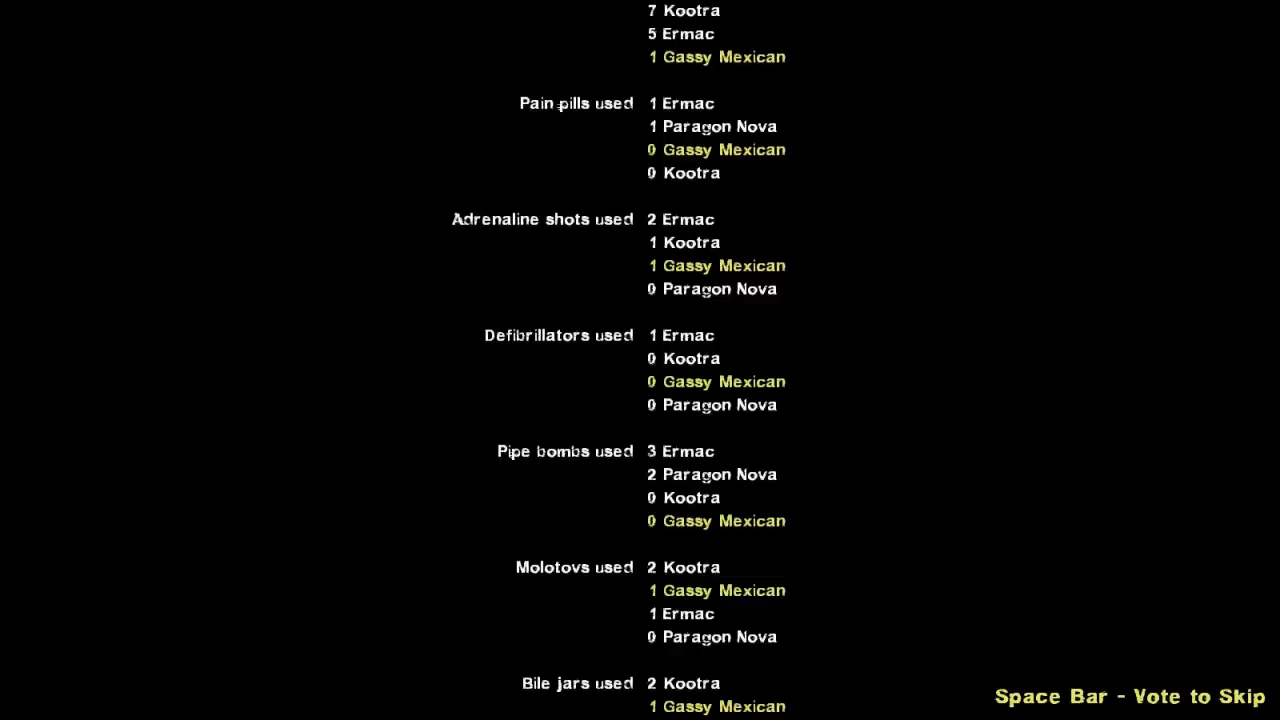 7 Kootra
5 Ermac
1 Gassy Mexican
Pain pills used 1 Ermac
1 Paragon Nova
0 Gassy Mexican
0 Kootra
Adrenaline shots used 2 Ermac
1 Kootra
1 Gassy Mexican
0 Paragon Nova
Defibrillators used 1 Ermac
0 Kootra
0 Gassy Mexican
0 Paragon Nova
Pipe bombs used 3 Ermac
2 Paragon Nova
0 Kootra
0 Gassy Mexican
Molotovs used 2 Kootra
1 Gassy Mexican
1 Ermac
0 Paragon Nova
Bile jars used 2 Kootra
1 Gassy Mexican
Space Bar - Vote to Skip